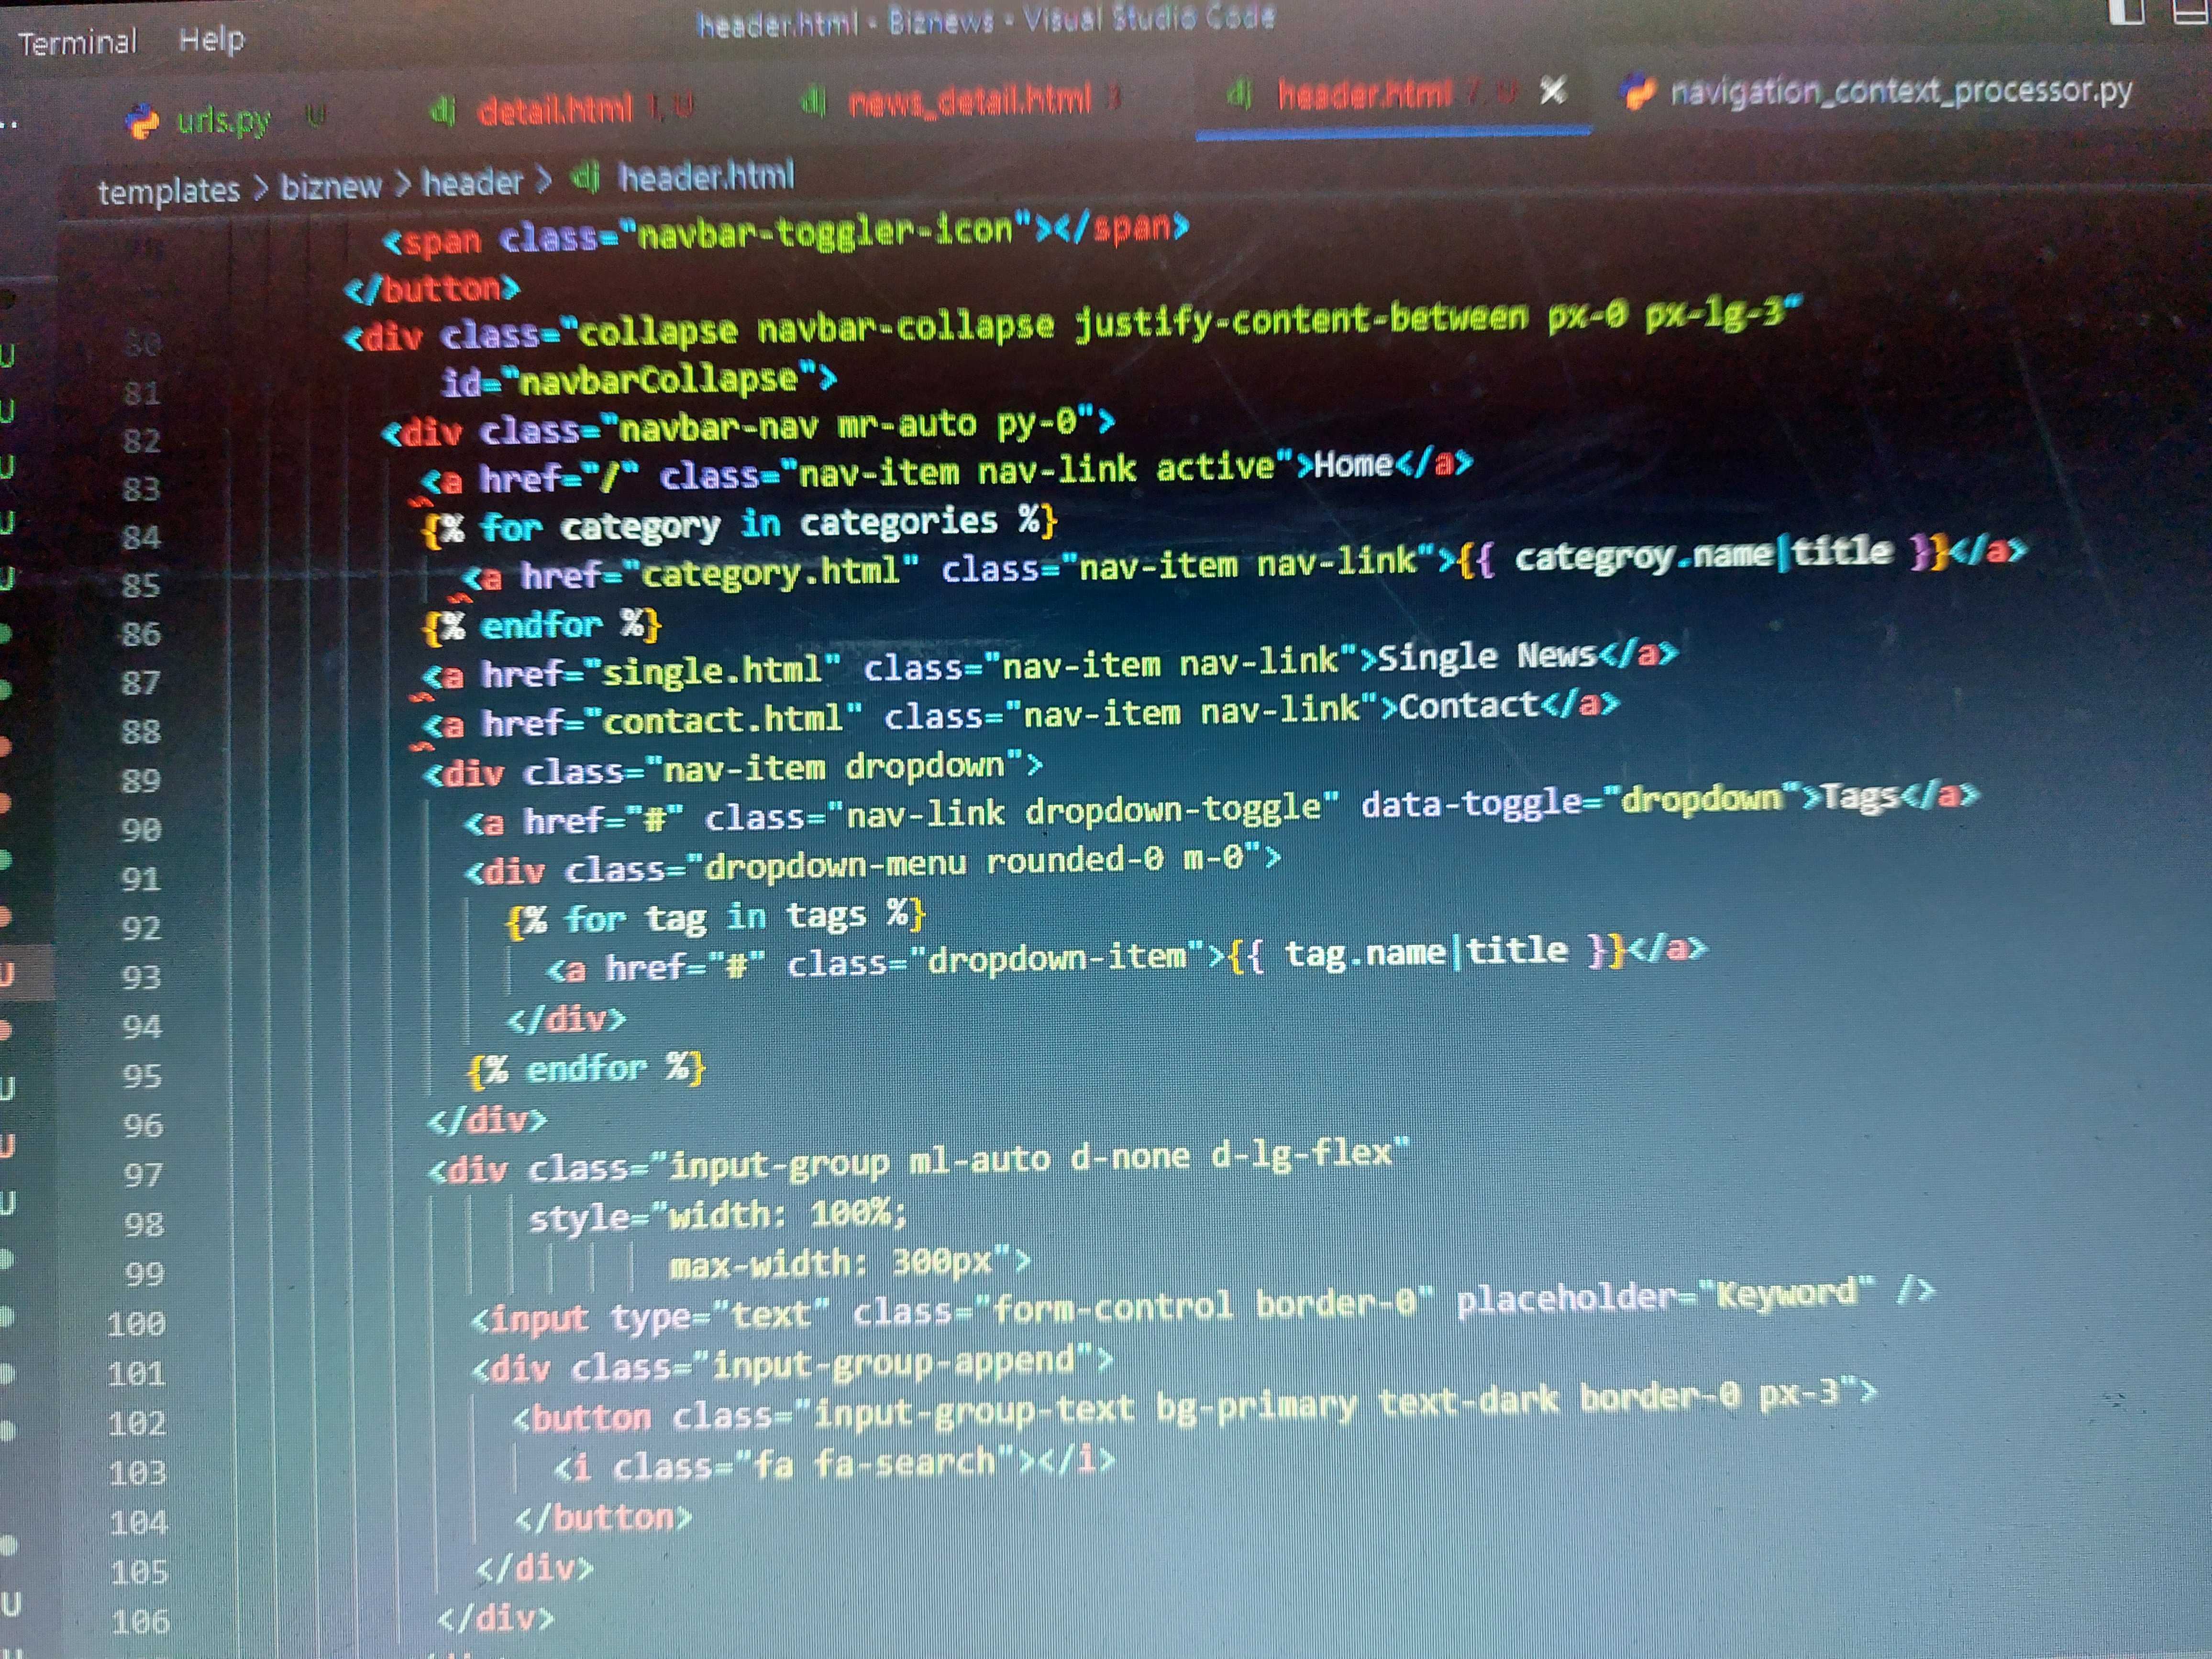 Terminal Help header.html - Biznews - Visual Studio Code
urls.py U detail.html 1, U news_detail.html 3 header.html 7, U navigation_context_processor.py
templates > biznew > header > dj header.html
<span class="navbar-toggler-icon"></span>
</button>
80 <div class="collapse navbar-collapse justify-content-between px-0 px-lg-3"
81 id="navbarCollapse">
82 <div class="navbar-nav mr-auto py-0">
83 <a href="/" class="nav-item nav-link active">Home</a>
84 {% for category in categories %}
85 <a href="category.html" class="nav-item nav-link">{{ categroy.name|title }}</a>
86 {% endfor %}
87 <a href="single.html" class="nav-item nav-link">Single News</a>
88 <a href="contact.html" class="nav-item nav-link">Contact</a>
89 <div class="nav-item dropdown">
90 <a href="#" class="nav-link dropdown-toggle" data-toggle="dropdown">Tags</a>
91 <div class="dropdown-menu rounded-0 m-0">
92 {% for tag in tags %}
93 <a href="#" class="dropdown-item">{{ tag.name|title }}</a>
94 </div>
95 {% endfor %}
96 </div>
97 <div class="input-group ml-auto d-none d-lg-flex"
98 style="width: 100%;
99 max-width: 300px">
100 <input type="text" class="form-control border-0" placeholder="Keyword" />
101 <div class="input-group-append">
102 <button class="input-group-text bg-primary text-dark border-0 px-3">
103 <i class="fa fa-search"></i>
104 </button>
105 </div>
106 </div>